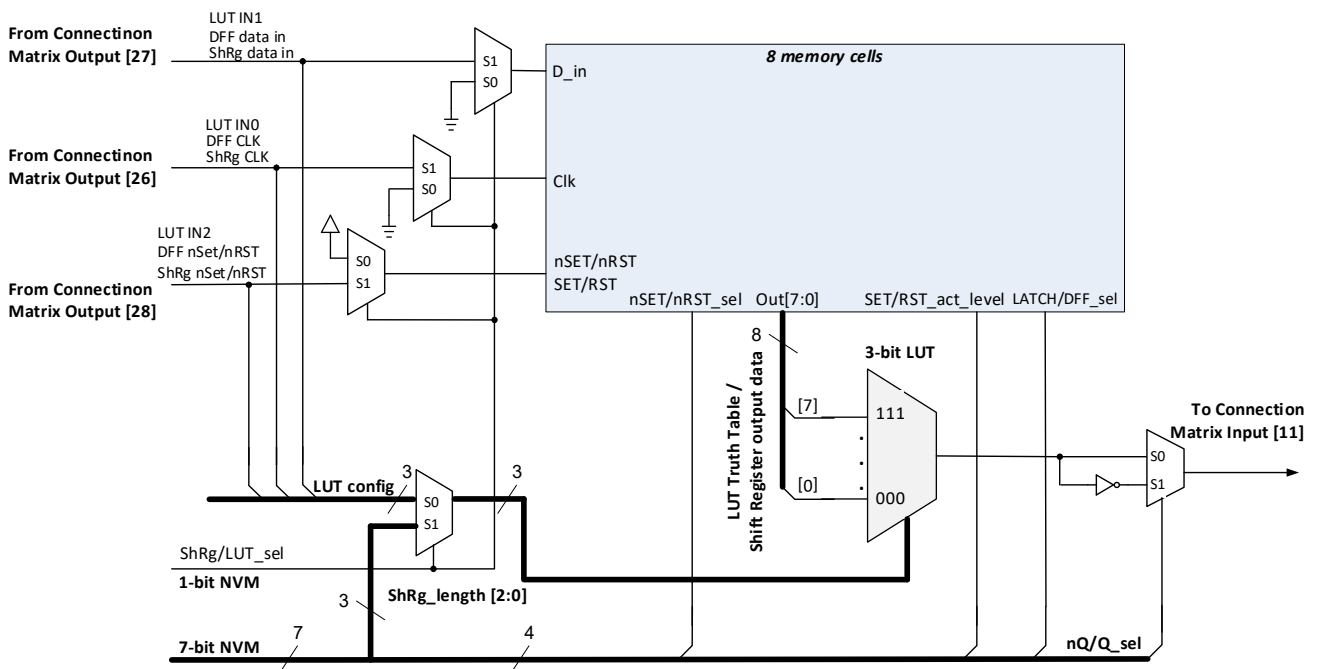 LUT IN1
DFF data in
ShRg data in
From Connectinon
Matrix Output [27]
S1
S0
D_in
8 memory cells
LUT IN0
DFF CLK
ShRg CLK
From Connectinon
Matrix Output [26]
S1
S0
Clk
LUT IN2
DFF nSet/nRST
ShRg nSet/nRST
From Connectinon
Matrix Output [28]
S0
S1
nSET/nRST
SET/RST
nSET/nRST_sel
Out[7:0]
SET/RST_act_level
LATCH/DFF_sel
8
3-bit LUT
LUT Truth Table /
Shift Register output data
[7]
111
[0]
000
To Connection
Matrix Input [11]
S0
S1
LUT config
3
S0
S1
3
ShRg/LUT_sel
1-bit NVM
3
ShRg_length [2:0]
7-bit NVM
7
4
nQ/Q_sel